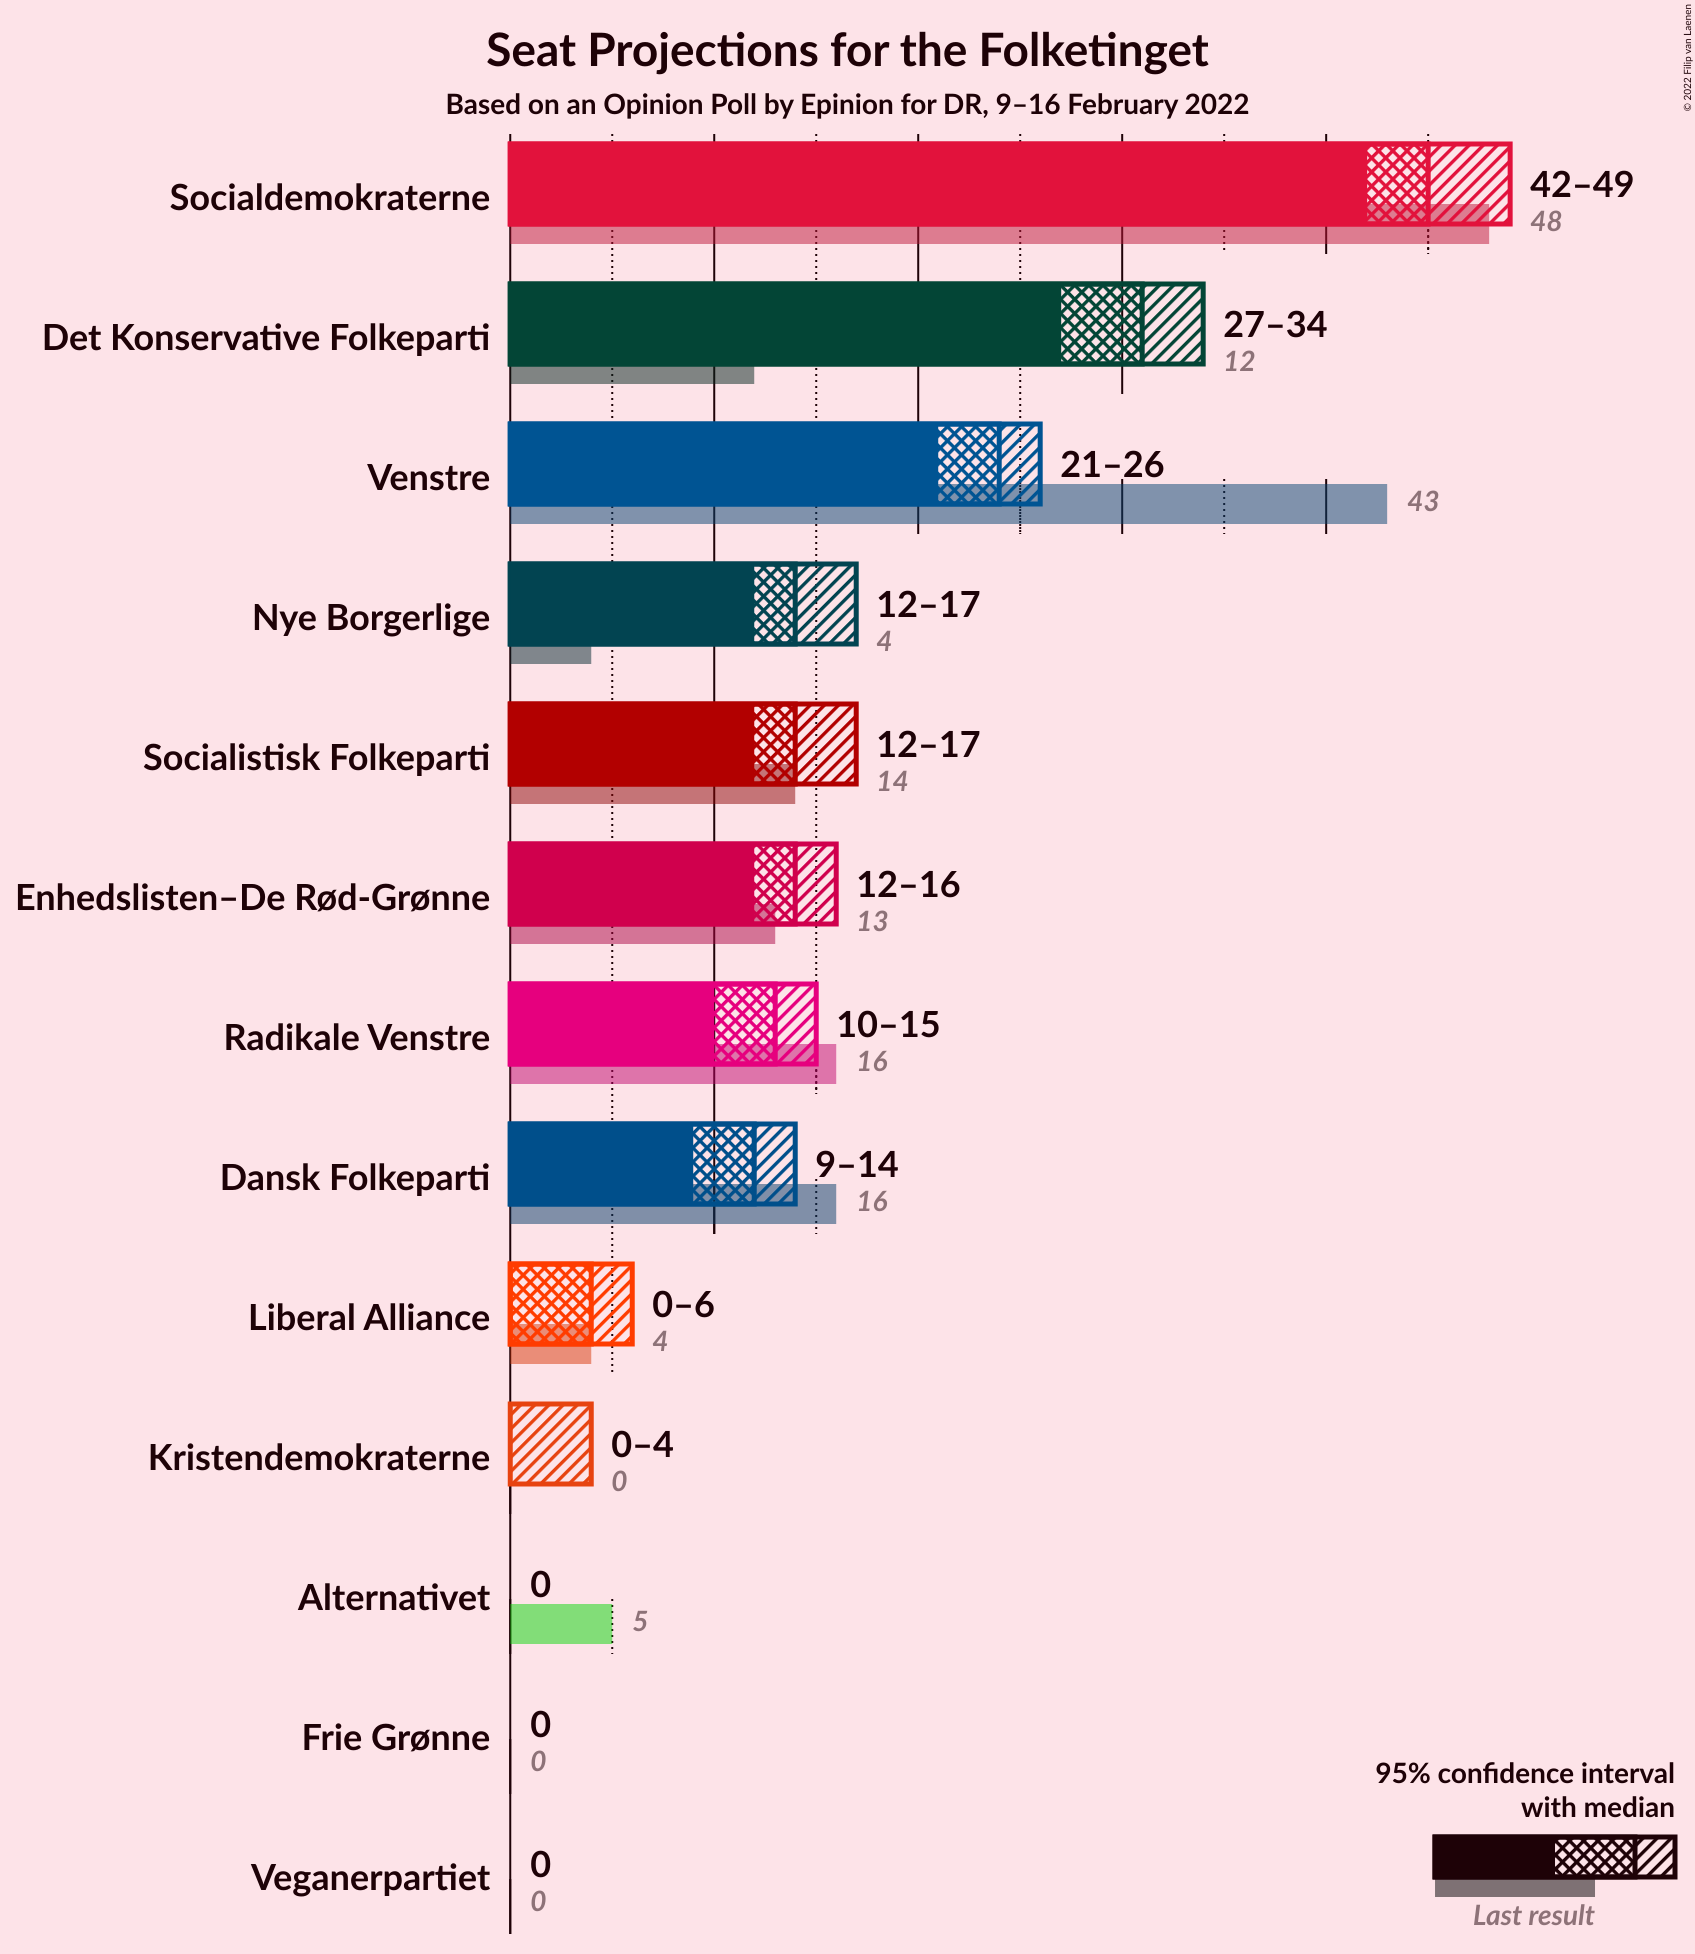 Seat Projections for the Folketinget
Based on an Opinion Poll by Epinion for DR, 9–16 February 2022
© 2022 Filip van Laenen
Socialdemokraterne
42–49
48
Det Konservative Folkeparti
27–34
12
Venstre
21–26
43
Nye Borgerlige
12–17
4
Socialistisk Folkeparti
12–17
14
Enhedslisten–De Rød-Grønne
12–16
13
Radikale Venstre
10–15
16
Dansk Folkeparti
9–14
16
Liberal Alliance
0–6
4
Kristendemokraterne
0–4
0
Alternativet
0
5
Frie Grønne
0
0
Veganerpartiet
0
0
95% confidence interval
with median
Last result